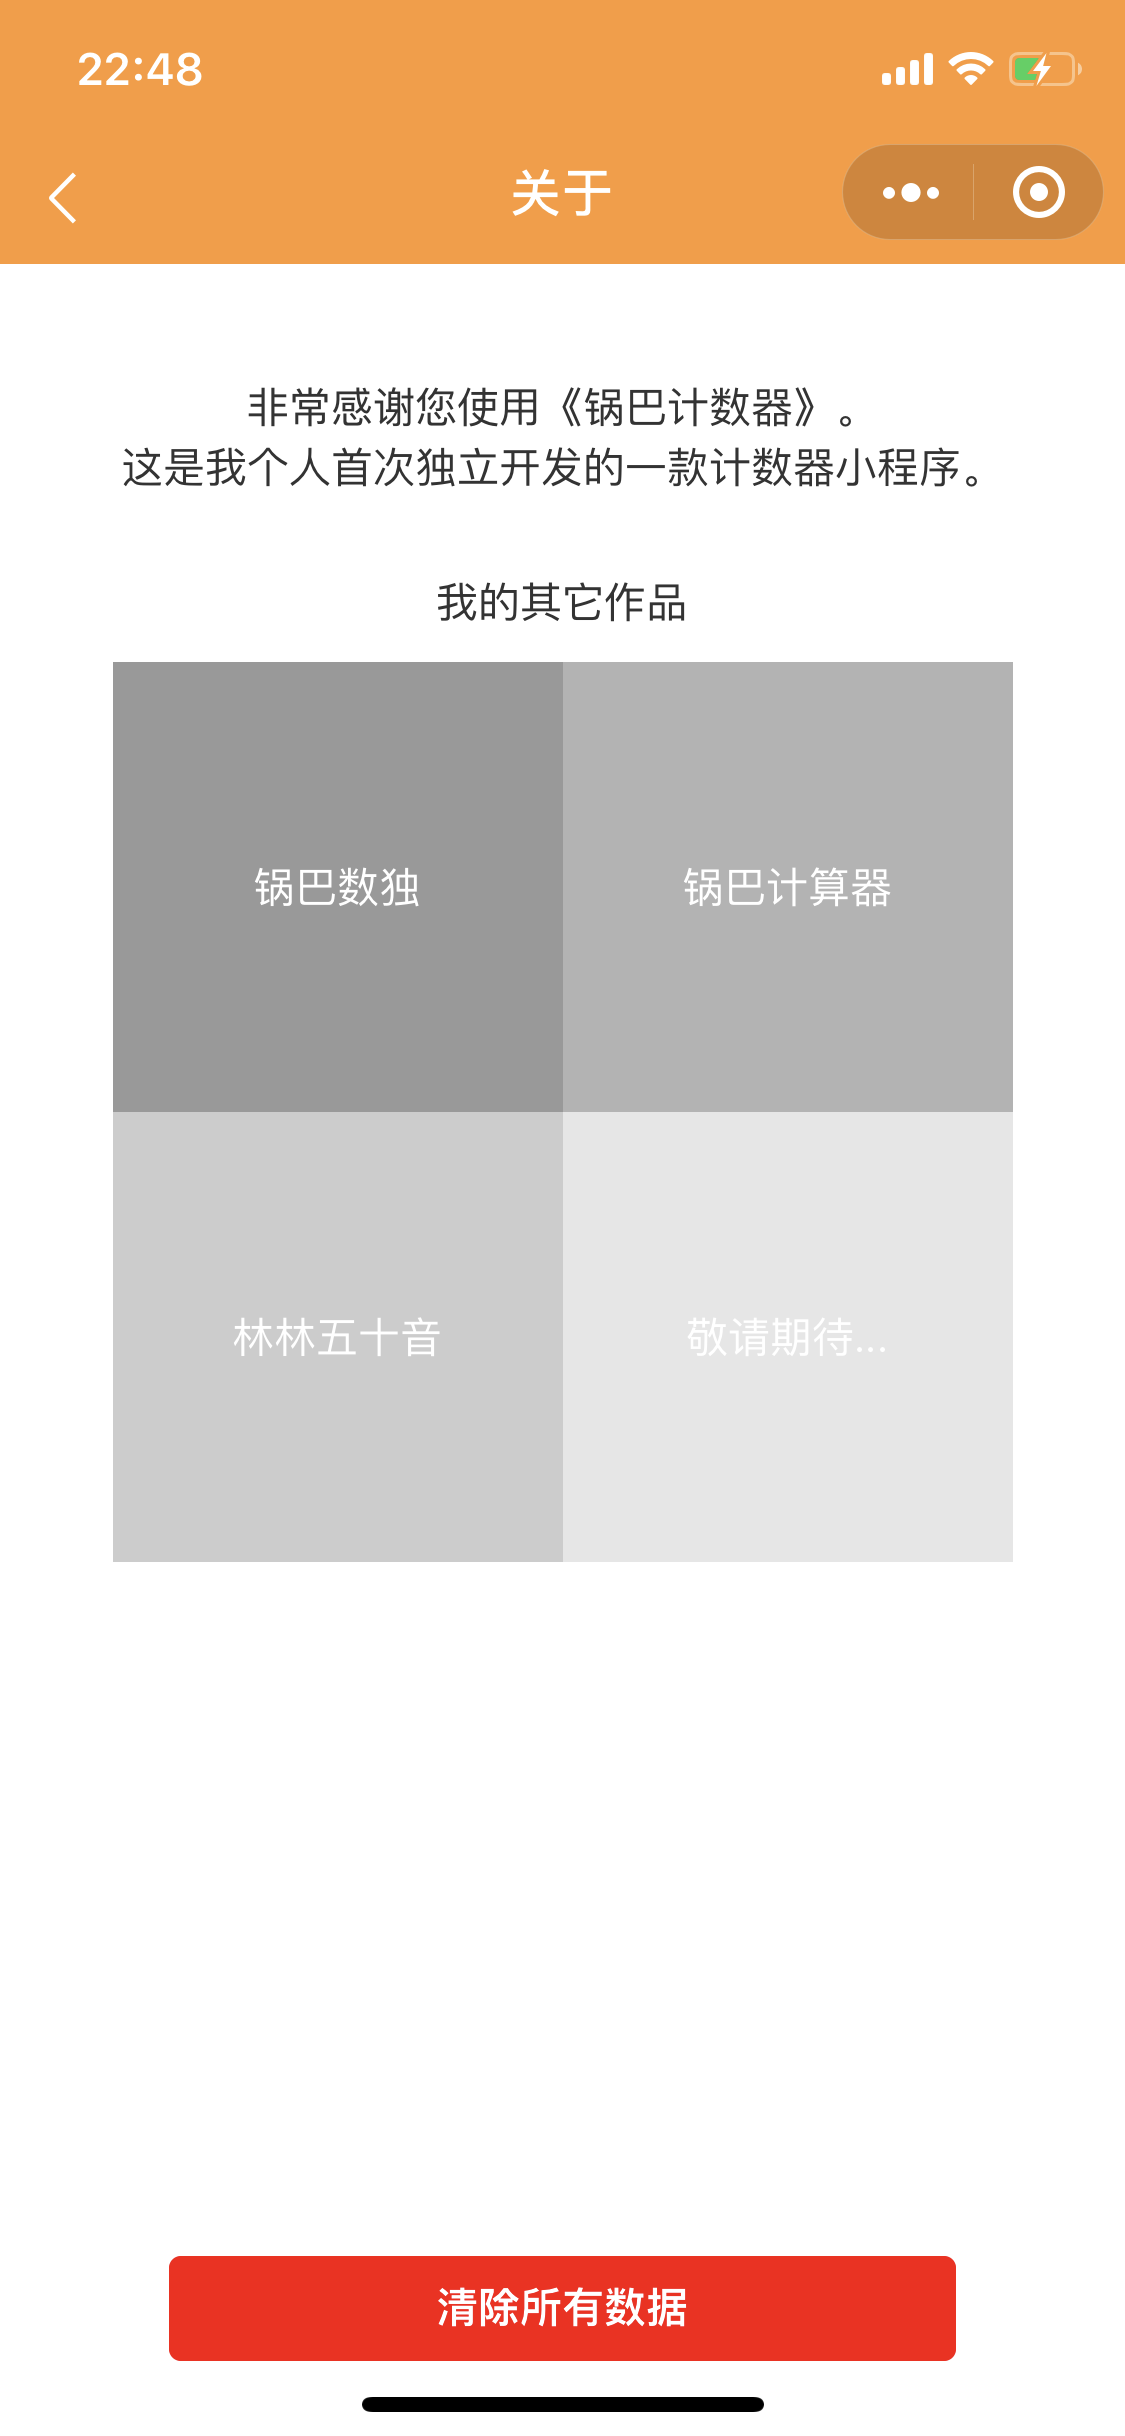 22:48
关于
非常感谢您使用《锅巴计数器》。
这是我个人首次独立开发的一款计数器小程序。
我的其它作品
锅巴数独
锅巴计算器
林林五十音
敬请期待...
清除所有数据